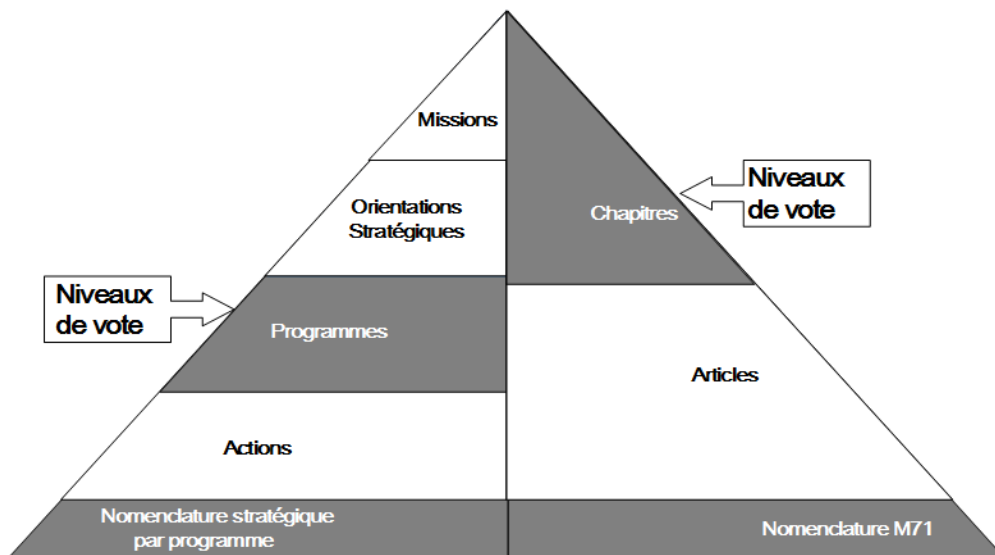 Missions
Orientations
Stratégiques
Chapitres
Niveaux
de vote
Niveaux
de vote
Programmes
Articles
Actions
Nomenclature stratégique
par programme
Nomenclature M71